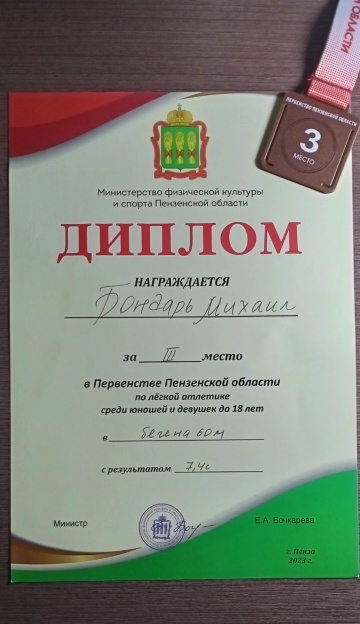 ОБЛАСТИ
ПЕРВЕНСТВО ПЕНЗЕНСКОЙ ОБЛАСТИ
3
МЕСТО
Министерство физической культуры
и спорта Пензенской области
ДИПЛОМ
НАГРАЖДАЕТСЯ
Бондарь Михаил
за III место
в Первенстве Пензенской области
по лёгкой атлетике
среди юношей и девушек до 18 лет
в беге на 60м
с результатом 7,4с
Министр
Е.А. Бочкарева
г. Пенза
2023 г.